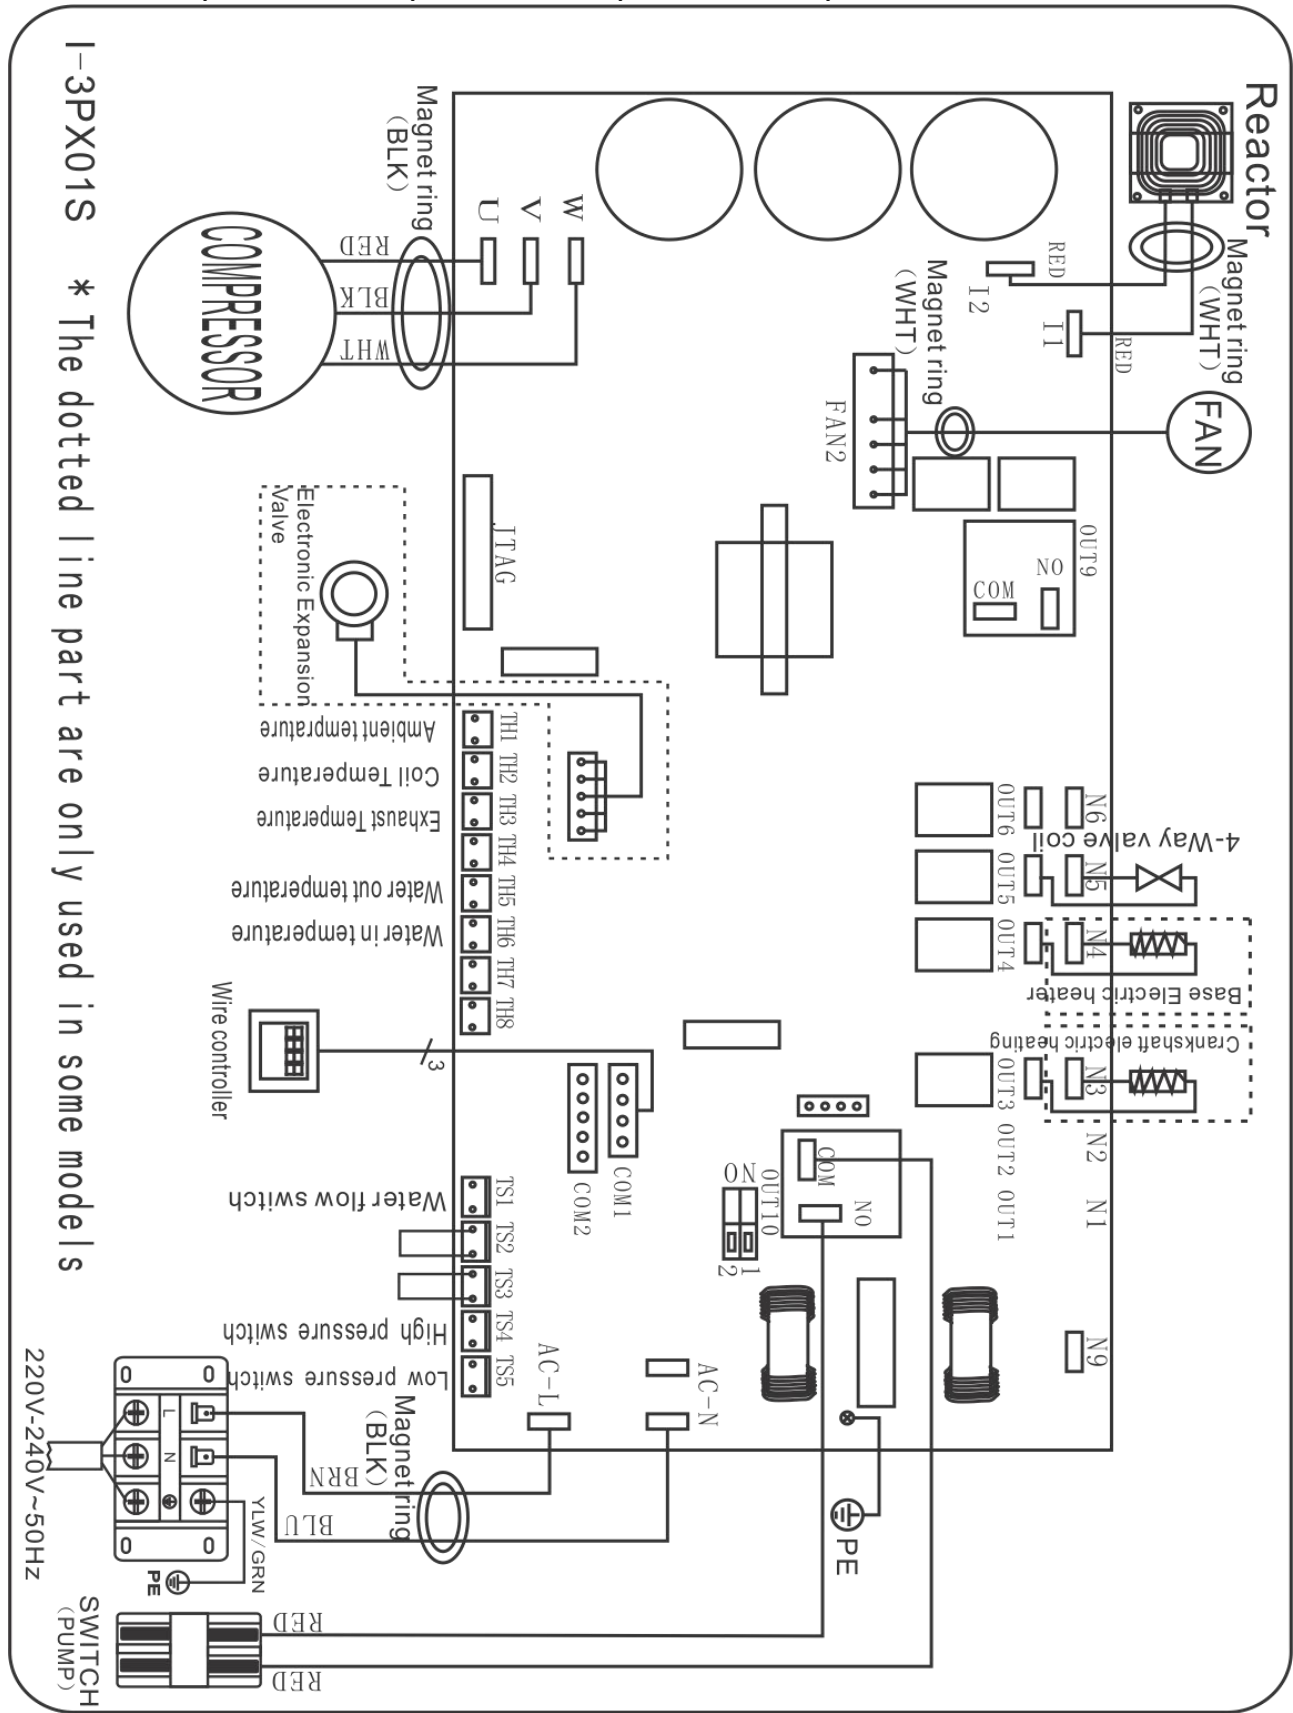 I-3PX01S * The dotted line part are only used in some models
Reactor
Magnet ring
(WHT)
RED
RED
I2
I1
FAN
Magnet ring
(WHT)
FAN2
Magnet ring
(BLK)
U
V
W
COMPRESSOR
RED
BLK
WHT
JTAG
Electronic Expansion
Valve
OUT9
NO
COM
TH1
Ambient temprature
TH2
Coil Temperature
TH3
Exhaust Temperature
TH4
TH5
Water out temperature
TH6
Water in temperature
TH7
TH8
Wire controller
3
COM1
COM2
OUT6
N6
4-Way valve coil
OUT5
N5
OUT4
N4
Base Electric heater
Crankshaft electric heating
OUT3
N3
OUT2
N2
OUT1
N1
N9
COM
NO
OUT10
ON
1
2
TS1
Water flow switch
TS2
TS3
TS4
High pressure switch
TS5
Low pressure switch
AC-L
AC-N
Magnet ring
(BLK)
BRN
BLU
L
N
YLW/GRN
PE
PE
220V-240V~50Hz
SWITCH
(PUMP)
RED
RED